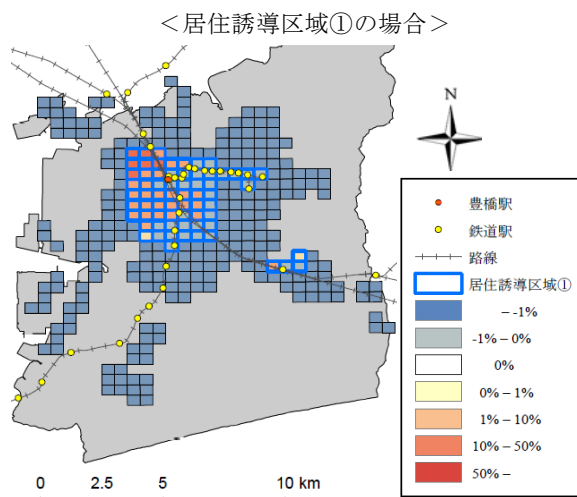 ＜居住誘導区域①の場合＞
N
豊橋駅
鉄道駅
路線
居住誘導区域①
– -1%
-1% – 0%
0%
0% – 1%
1% – 10%
10% – 50%
50% –
0 2.5 5 10 km